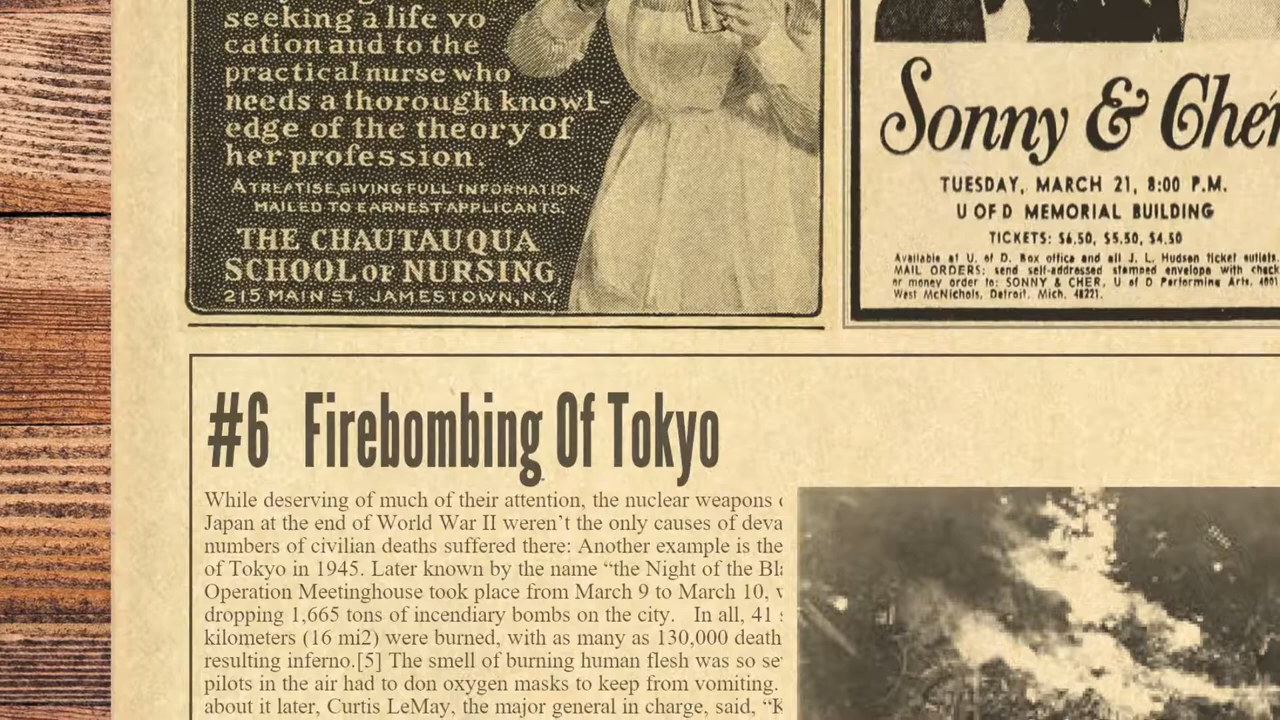 seeking a life vo-
cation and to the
practical nurse who
needs a thorough knowl-
edge of the theory of
her profession.
A TREATISE GIVING FULL INFORMATION
MAILED TO EARNEST APPLICANTS.
THE CHAUTAUQUA
SCHOOL OF NURSING
215 MAIN ST. JAMESTOWN, N.Y.
Sonny & Chér
TUESDAY, MARCH 21, 8:00 P.M.
U OF D MEMORIAL BUILDING
TICKETS: $6.50, $5.50, $4.50
Available at U. of D. Box office and all J. L. Hudson ticket outlets.
MAIL ORDERS: send self-addressed stamped envelope with check
or money order to: SONNY & CHER, U of D Performing Arts, 4001
West McNichols, Detroit, Mich. 48221.
#6 Firebombing Of Tokyo
While deserving of much of their attention, the nuclear weapons
Japan at the end of World War II weren't the only causes of deva
numbers of civilian deaths suffered there: Another example is the
of Tokyo in 1945. Later known by the name “the Night of the Bla
Operation Meetinghouse took place from March 9 to March 10,
dropping 1,665 tons of incendiary bombs on the city. In all, 41
kilometers (16 mi2) were burned, with as many as 130,000 death
resulting inferno.[5] The smell of burning human flesh was so se
pilots in the air had to don oxygen masks to keep from vomiting.
about it later, Curtis LeMay, the major general in charge, said, “K